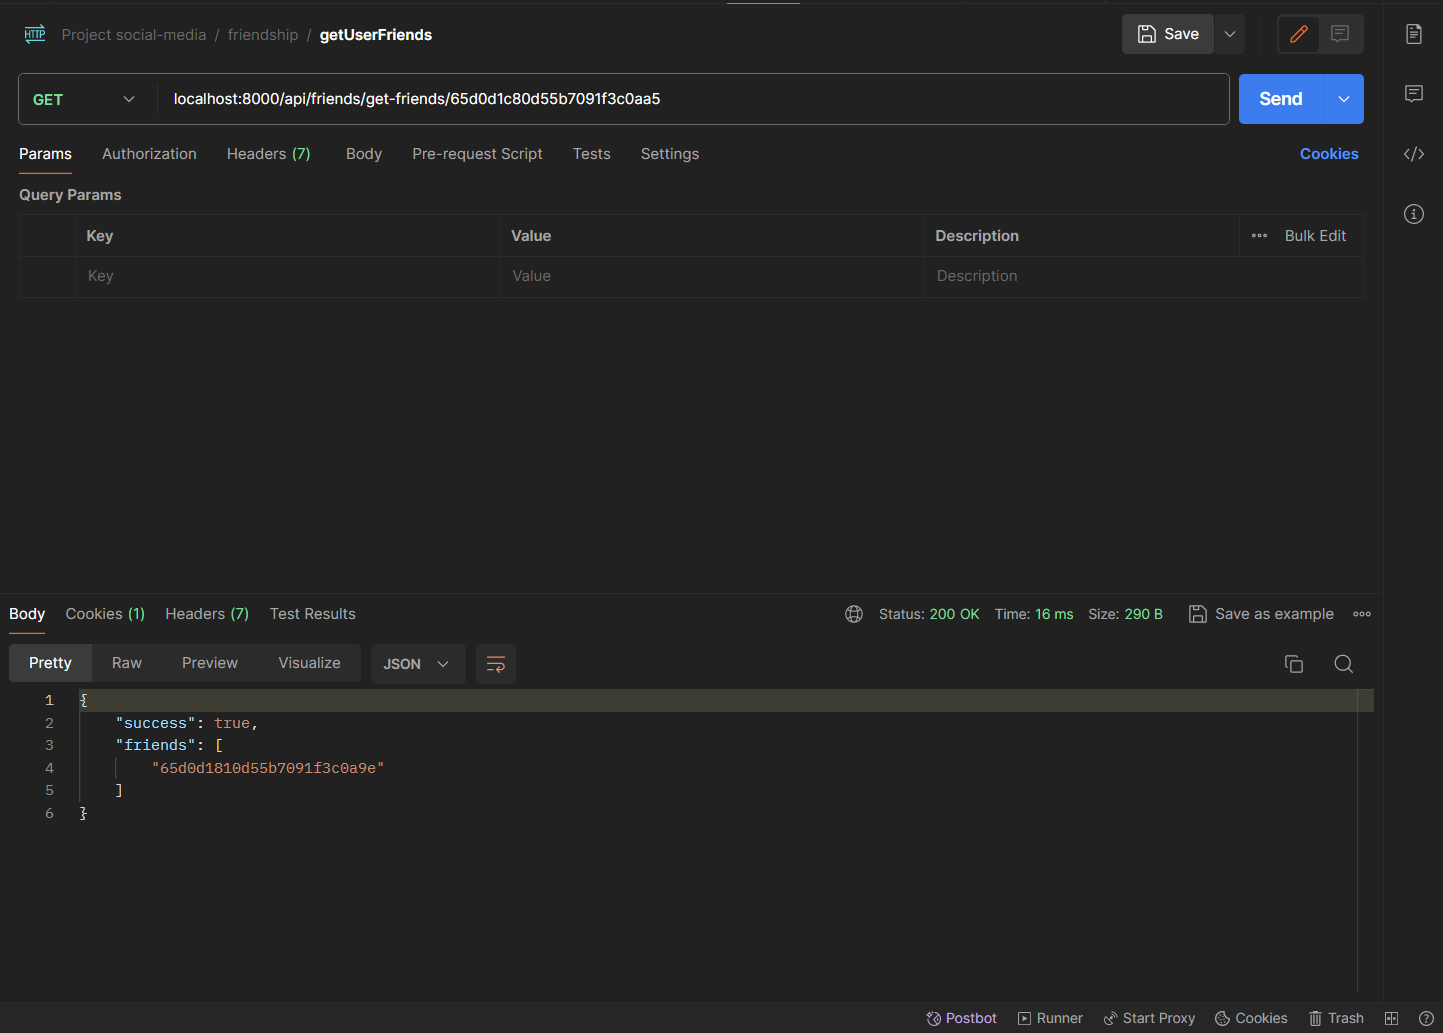 HTTP Project social-media / friendship / getUserFriends Save
GET localhost:8000/api/friends/get-friends/65d0d1c80d55b7091f3c0aa5 Send
Params Authorization Headers (7) Body Pre-request Script Tests Settings Cookies
Query Params
Key Value Description Bulk Edit
Key Value Description
Body Cookies (1) Headers (7) Test Results Status: 200 OK Time: 16 ms Size: 290 B Save as example
Pretty Raw Preview Visualize JSON
1 {
2 "success": true,
3 "friends": [
4 "65d0d1810d55b7091f3c0a9e"
5 ]
6 }
Postbot Runner Start Proxy Cookies Trash